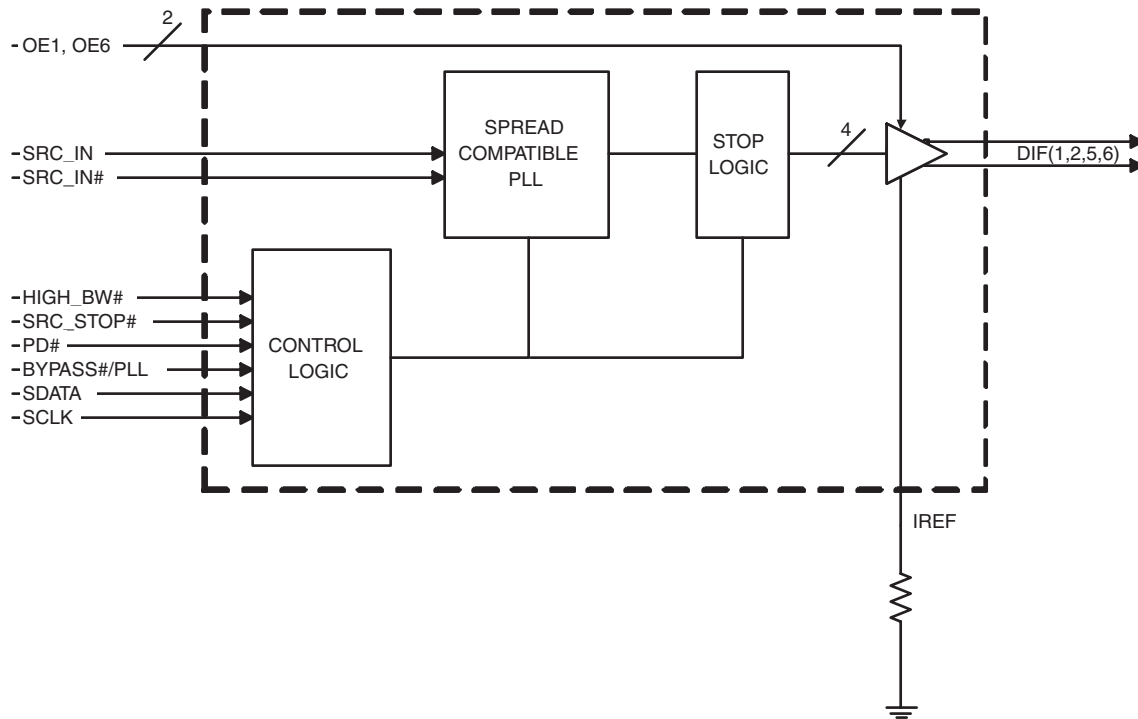 2
OE1, OE6
SPREAD
COMPATIBLE
PLL
STOP
LOGIC
4
DIF(1,2,5,6)
SRC_IN
SRC_IN#
HIGH_BW#
SRC_STOP#
PD#
BYPASS#/PLL
SDATA
SCLK
CONTROL
LOGIC
IREF